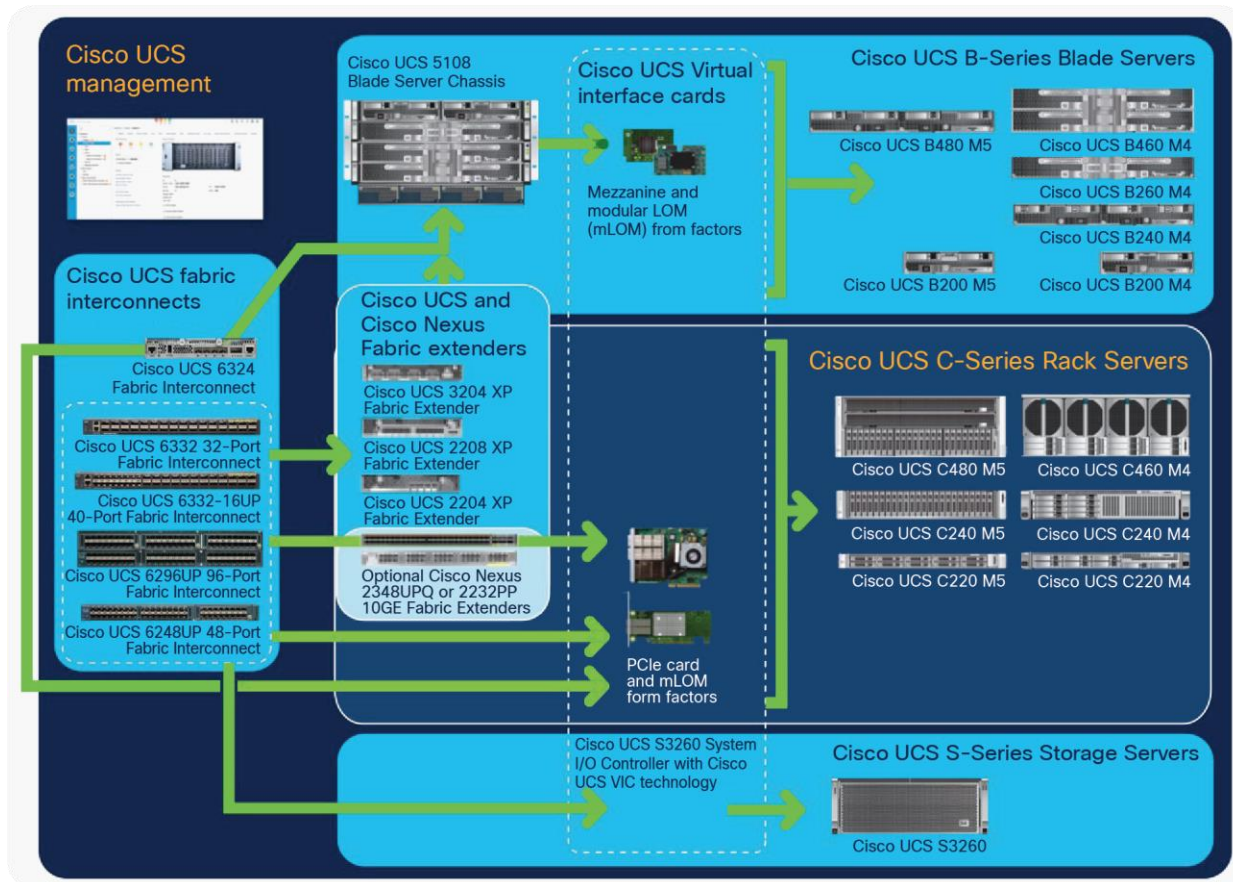 Cisco UCS
management
Cisco UCS 5108
Blade Server Chassis
Cisco UCS Virtual
interface cards
Mezzanine and
modular LOM
(mLOM) from factors
Cisco UCS B-Series Blade Servers
Cisco UCS B480 M5
Cisco UCS B460 M4
Cisco UCS B260 M4
Cisco UCS B240 M4
Cisco UCS B200 M5
Cisco UCS B200 M4
Cisco UCS fabric
interconnects
Cisco UCS 6324
Fabric Interconnect
Cisco UCS 6332 32-Port
Fabric Interconnect
Cisco UCS 6332-16UP
40-Port Fabric Interconnect
Cisco UCS 6296UP 96-Port
Fabric Interconnect
Cisco UCS 6248UP 48-Port
Fabric Interconnect
Cisco UCS and
Cisco Nexus
Fabric extenders
Cisco UCS 3204 XP
Fabric Extender
Cisco UCS 2208 XP
Fabric Extender
Cisco UCS 2204 XP
Fabric Extender
Optional Cisco Nexus
2348UPQ or 2232PP
10GE Fabric Extenders
PCIe card
and mLOM
form factors
Cisco UCS C-Series Rack Servers
Cisco UCS C480 M5
Cisco UCS C460 M4
Cisco UCS C240 M5
Cisco UCS C240 M4
Cisco UCS C220 M5
Cisco UCS C220 M4
Cisco UCS S3260 System
I/O Controller with Cisco
UCS VIC technology
Cisco UCS S-Series Storage Servers
Cisco UCS S3260